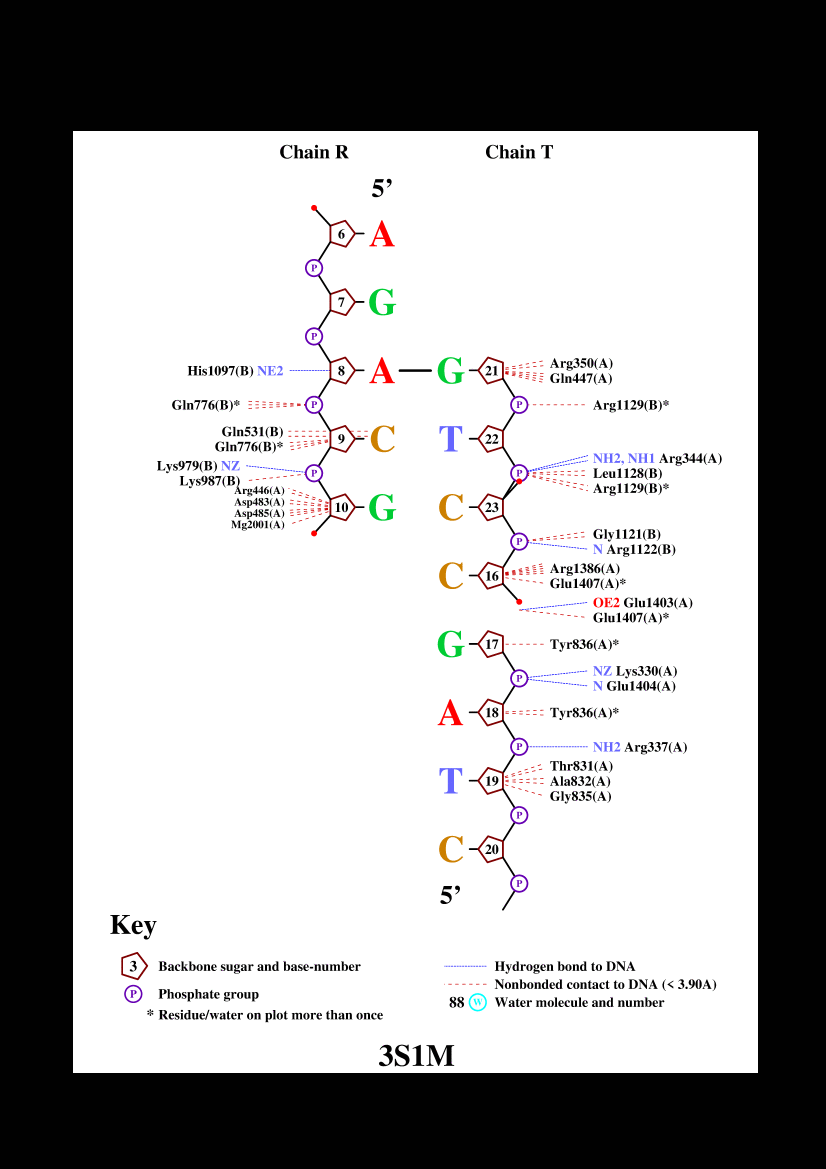 Chain R Chain T
5’
6 A
P
7 G
P
His1097(B) NE2 8 A G 21 Arg350(A)
Gln447(A)
Gln776(B)* P P Arg1129(B)*
Gln531(B)
Gln776(B)* 9 C T 22
Lys979(B) NZ P P NH2, NH1 Arg344(A)
Lys987(B) Leu1128(B)
Arg1129(B)*
Arg446(A)
Asp483(A)
Asp485(A)
Mg2001(A) 10 G C 23
P Gly1121(B)
N Arg1122(B)
C 16 Arg1386(A)
Glu1407(A)*
OE2 Glu1403(A)
Glu1407(A)*
G 17 Tyr836(A)*
P NZ Lys330(A)
N Glu1404(A)
A 18 Tyr836(A)*
P NH2 Arg337(A)
T 19 Thr831(A)
Ala832(A)
Gly835(A)
P
C 20
5’ P
Key
3 Backbone sugar and base-number
P Phosphate group
* Residue/water on plot more than once
Hydrogen bond to DNA
Nonbonded contact to DNA (< 3.90A)
88 W Water molecule and number
3S1M